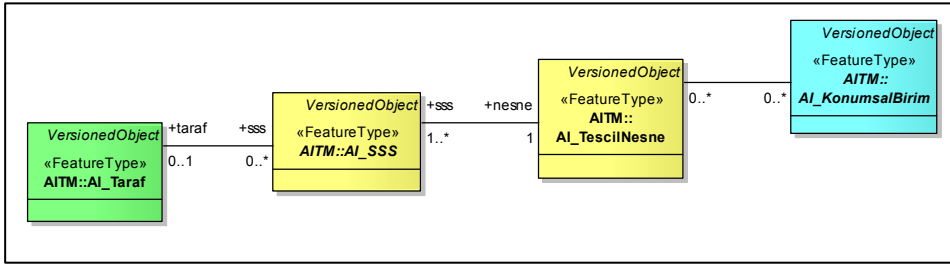 VersionedObject
«FeatureType»
AITM::AI_Taraf
+taraf
0..1
+sss
0..*
VersionedObject
«FeatureType»
AITM::AI_SSS
+sss
1..*
+nesne
1
VersionedObject
«FeatureType»
AITM::
AI_TescilNesne
0..*
0..*
VersionedObject
«FeatureType»
AITM::
AI_KonumsalBirim